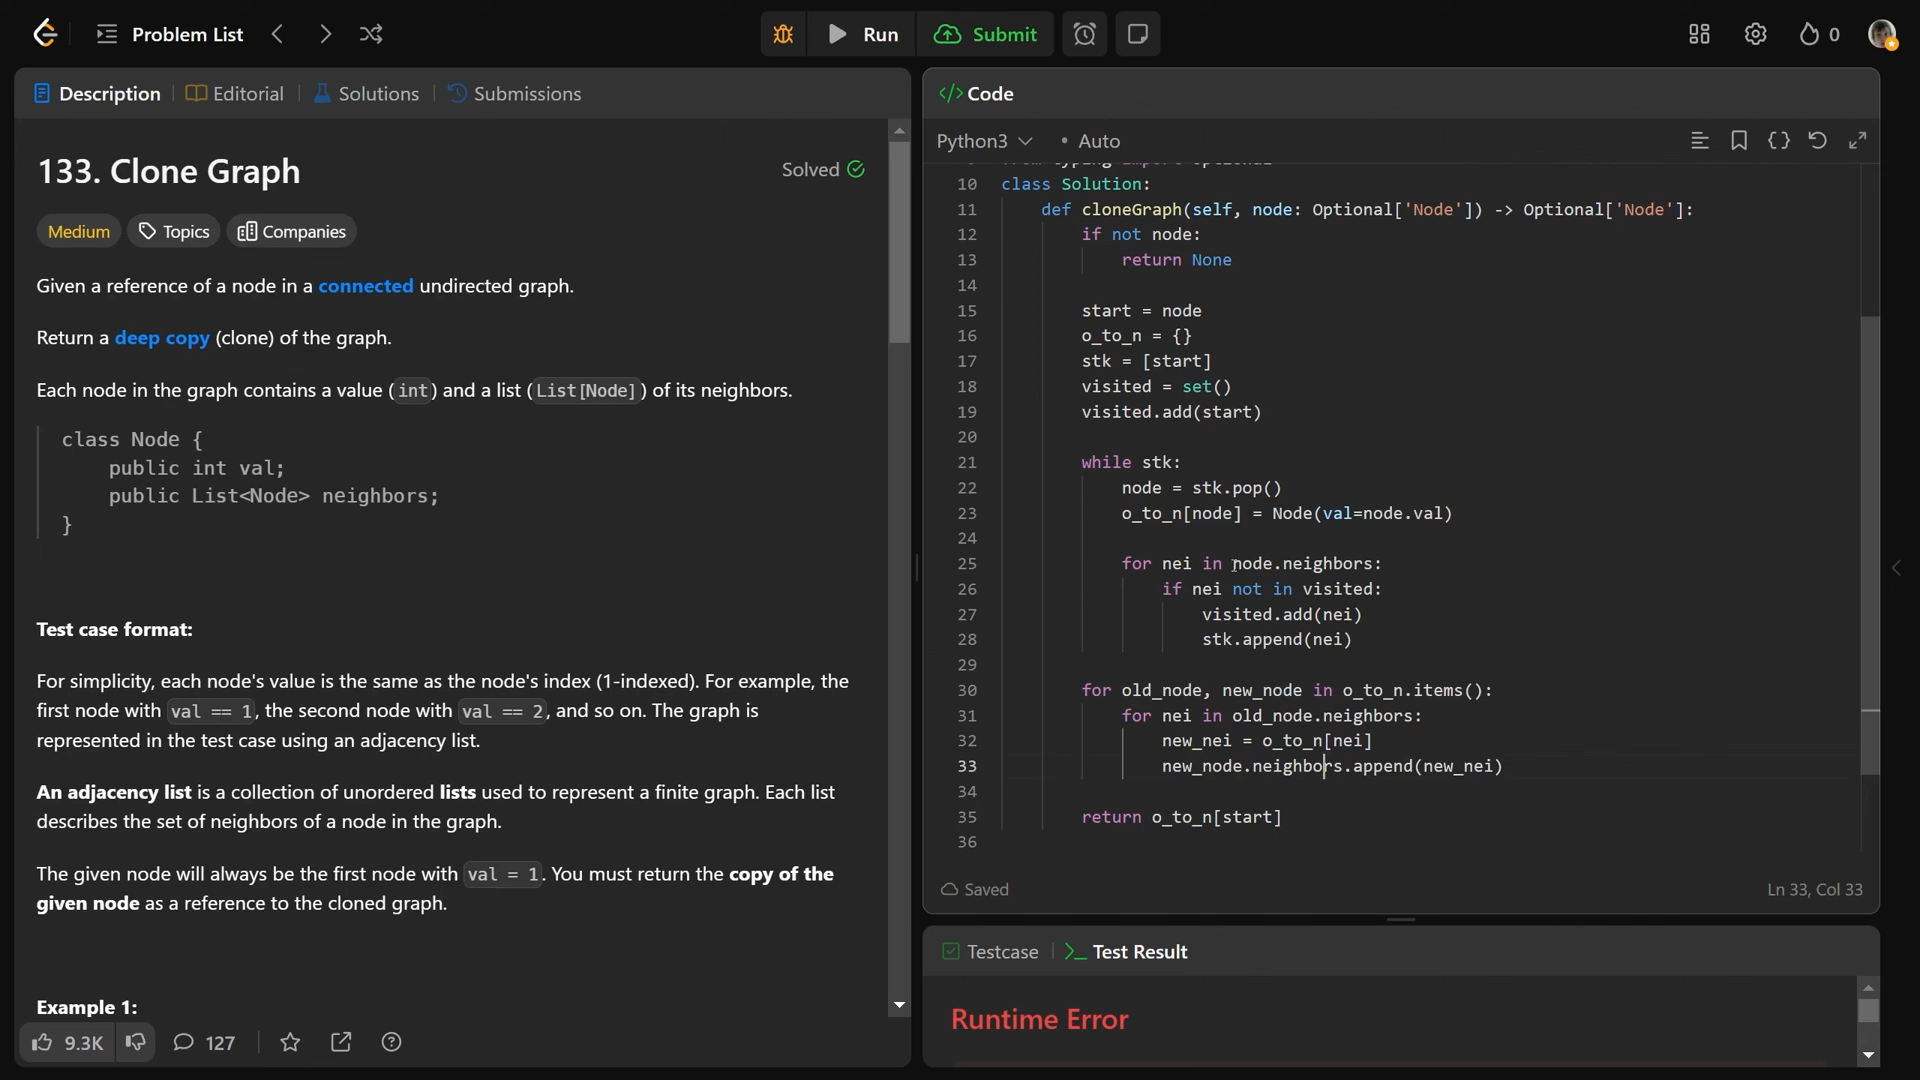 Problem List
Run
Submit
0
Description
Editorial
Solutions
Submissions
133. Clone Graph
Solved
Medium
Topics
Companies
Given a reference of a node in a connected undirected graph.
Return a deep copy (clone) of the graph.
Each node in the graph contains a value (int) and a list (List[Node]) of its neighbors.
class Node {
    public int val;
    public List<Node> neighbors;
}
Test case format:
For simplicity, each node's value is the same as the node's index (1-indexed). For example, the
first node with val == 1, the second node with val == 2, and so on. The graph is
represented in the test case using an adjacency list.
An adjacency list is a collection of unordered lists used to represent a finite graph. Each list
describes the set of neighbors of a node in the graph.
The given node will always be the first node with val = 1. You must return the copy of the
given node as a reference to the cloned graph.
Example 1:
9.3K
127
</> Code
Python3
Auto
10 class Solution:
11     def cloneGraph(self, node: Optional['Node']) -> Optional['Node']:
12         if not node:
13             return None
14
15         start = node
16         o_to_n = {}
17         stk = [start]
18         visited = set()
19         visited.add(start)
20
21         while stk:
22             node = stk.pop()
23             o_to_n[node] = Node(val=node.val)
24
25             for nei in node.neighbors:
26                 if nei not in visited:
27                     visited.add(nei)
28                     stk.append(nei)
29
30         for old_node, new_node in o_to_n.items():
31             for nei in old_node.neighbors:
32                 new_nei = o_to_n[nei]
33                 new_node.neighbors.append(new_nei)
34
35         return o_to_n[start]
36
Saved
Ln 33, Col 33
Testcase
Test Result
Runtime Error